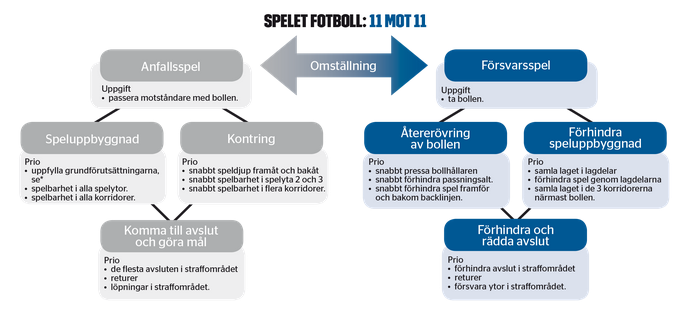 SPELET FOTBOLL: 11 MOT 11
Anfallsspel
Omställning
Försvarsspel
Uppgift
• passera motståndare med bollen.
Uppgift
• ta bollen.
Speluppbyggnad
Prio
• uppfylla grundförutsättningarna,
se*
• spelbarhet i alla spelytor.
• spelbarhet i alla korridorer.
Kontring
Prio
• snabbt speldjup framåt och bakåt
• snabbt spelbarhet i spelyta 2 och 3
• snabbt spelbarhet i flera korridorer.
Återerövring
av bollen
Prio
• snabbt pressa bollhållaren
• snabbt förhindra passningsalt.
• snabbt förhindra spel framför
och bakom backlinjen.
Förhindra
speluppbyggnad
Prio
• samla laget i lagdelar
• förhindra spel genom lagdelarna
• samla laget i de 3 korridorerna
närmast bollen.
Komma till avslut
och göra mål
Prio
• de flesta avsluten i straffområdet
• returer
• löpningar i straffområdet.
Förhindra och
rädda avslut
Prio
• förhindra avslut i straffområdet
• returer
• försvara ytor i straffområdet.